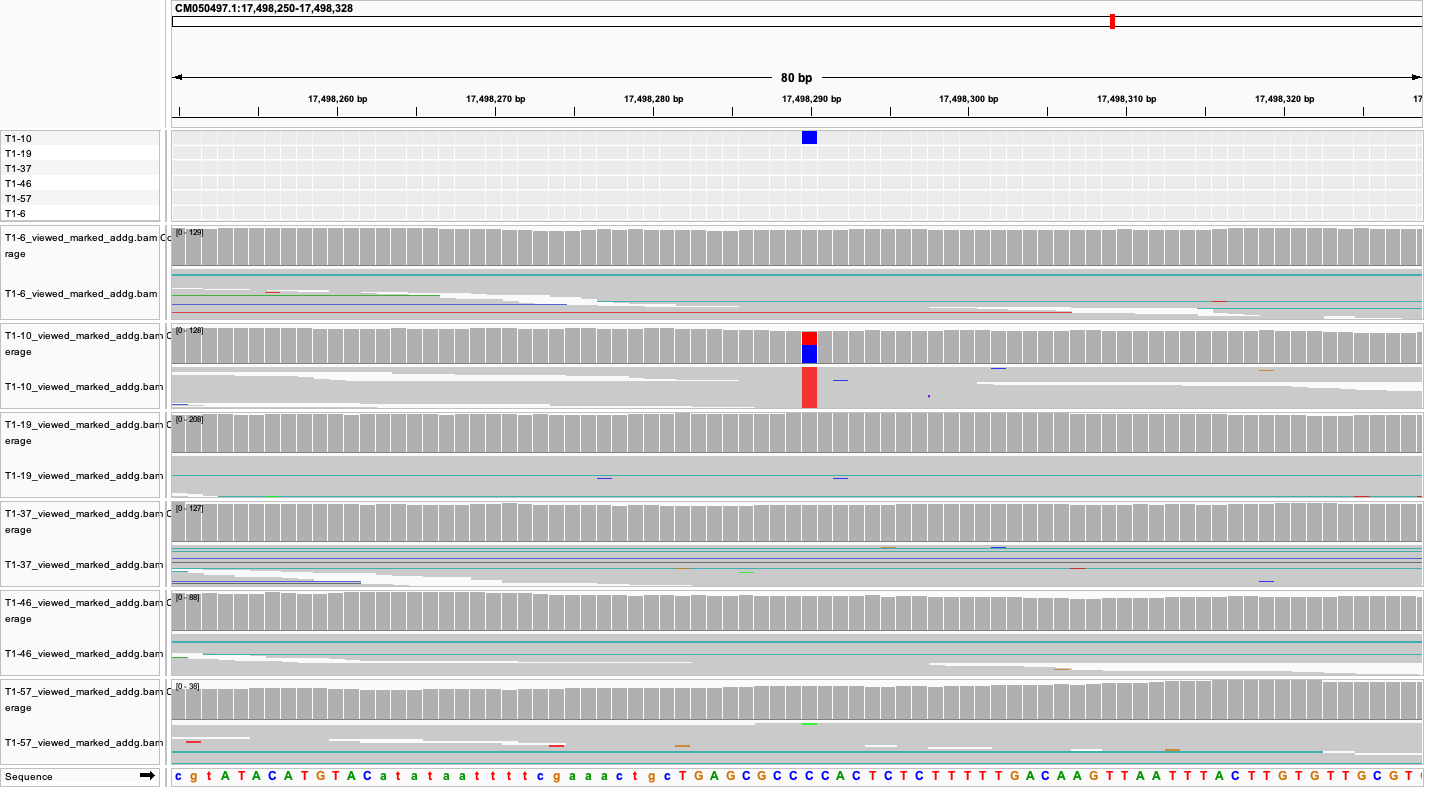 CM050497.1:17,498,250-17,498,328
80 bp
17,498,260 bp 17,498,270 bp 17,498,280 bp 17,498,290 bp 17,498,300 bp 17,498,310 bp 17,498,320 bp 17
T1-10
T1-19
T1-37
T1-46
T1-57
T1-6
T1-6_viewed_marked_addg.bam Co [0 - 129]
rage
T1-6_viewed_marked_addg.bam
T1-10_viewed_marked_addg.bam C [0 - 128]
erage
T1-10_viewed_marked_addg.bam
T1-19_viewed_marked_addg.bam C [0 - 208]
erage
T1-19_viewed_marked_addg.bam
T1-37_viewed_marked_addg.bam C [0 - 127]
erage
T1-37_viewed_marked_addg.bam
T1-46_viewed_marked_addg.bam C [0 - 88]
erage
T1-46_viewed_marked_addg.bam
T1-57_viewed_marked_addg.bam C [0 - 38]
erage
T1-57_viewed_marked_addg.bam
Sequence c g t A T A C A T G T A C a t a t a a t t t t c g a a a c t g c T G A G C G C C C C A C T C T C T T T T T G A C A A G T T A A T T T A C T T G T G T T G C G T